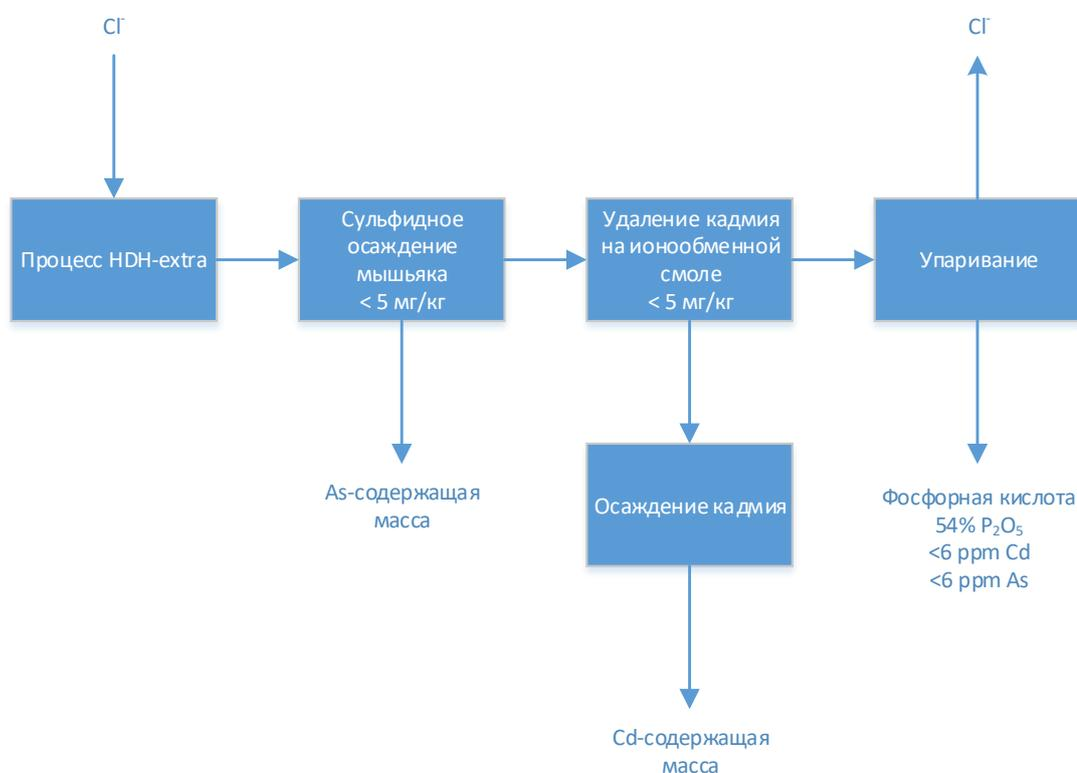 Cl⁻
Cl⁻
Процесс HDH-extra
Сульфидное
осаждение
мышьяка
< 5 мг/кг
Удаление кадмия
на ионообменной
смоле
< 5 мг/кг
Упаривание
As-содержащая
масса
Осаждение кадмия
Фосфорная кислота
54% P₂O₅
<6 ppm Cd
<6 ppm As
Cd-содержащая
масса